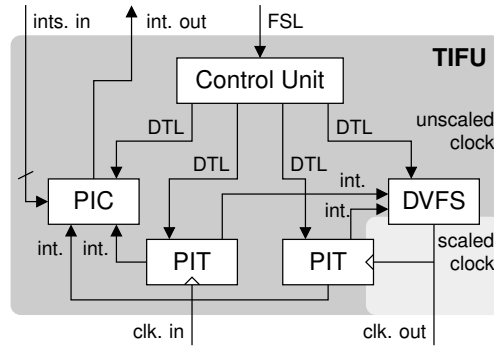 ints. in
int. out
FSL
TIFU
Control Unit
DTL
DTL
unscaled
clock
DTL
DTL
int.
PIC
DVFS
int.
int.
int.
scaled
clock
PIT
PIT
clk. in
clk. out